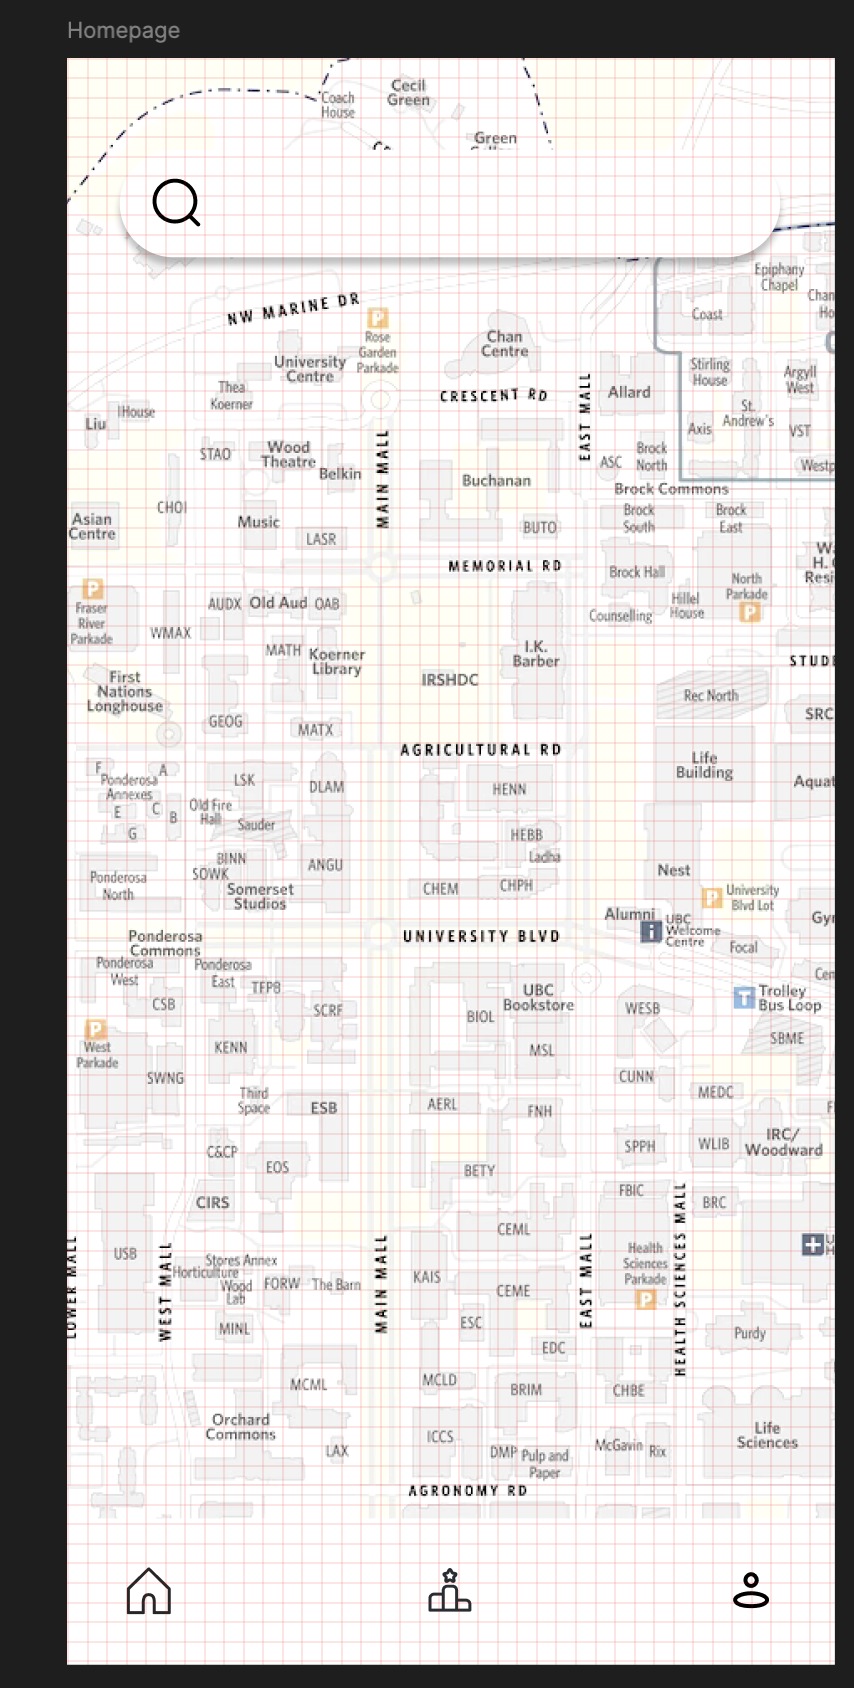 Homepage
Cecil
Green
Coach
House
Green
NW MARINE DR
P
Rose
Garden
Parkade
University
Centre
Chan
Centre
Epiphany
Chapel
Coast
Thea
Koerner
CRESCENT RD
EAST MALL
Allard
Stirling
House
Argyll
West
Liu
IHouse
St.
Andrew's
Axis
VST
STAO
Wood
Theatre
Belkin
MAIN MALL
Buchanan
ASC
Brock
North
Brock Commons
CHOI
Asian
Centre
Music
LASR
BUTO
Brock
South
Brock
East
MEMORIAL RD
P
Fraser
River
Parkade
AUDX
Old Aud
OAB
Brock Hall
North
Parkade
P
Hillel
House
Counselling
WMAX
MATH
Koerner
Library
I.K.
Barber
First
Nations
Longhouse
IRSHDC
Rec North
GEOG
MATX
SRC
AGRICULTURAL RD
F
A
Ponderosa
Annexes
E
C
B
G
LSK
DLAM
HENN
Life
Building
Old Fire
Hall
Sauder
HEBB
Ladha
BINN
SOWK
ANGU
Ponderosa
North
Somerset
Studios
CHEM
CHPH
Nest
P
University
Blvd Lot
Alumni
i
UBC
Welcome
Centre
Ponderosa
Commons
UNIVERSITY BLVD
Focal
Ponderosa
West
Ponderosa
East
TFPB
CSB
SCRF
BIOL
UBC
Bookstore
WESB
T
Trolley
Bus Loop
P
West
Parkade
KENN
MSL
SBME
SWNG
CUNN
MEDC
Third
Space
ESB
AERL
FNH
C&CP
EOS
BETY
SPPH
WLIB
IRC/
Woodward
CIRS
FBIC
BRC
HEALTH SCIENCES MALL
USB
CEML
LOWER MALL
WEST MALL
MAIN MALL
EAST MALL
Health
Sciences
Parkade
P
Stores Annex
Horticulture
Wood
Lab
FORW
The Barn
KAIS
CEME
MINL
ESC
EDC
Purdy
MCML
MCLD
BRIM
CHBE
Orchard
Commons
LAX
ICCS
DMP
Pulp and
Paper
McGavin
Rix
Life
Sciences
AGRONOMY RD